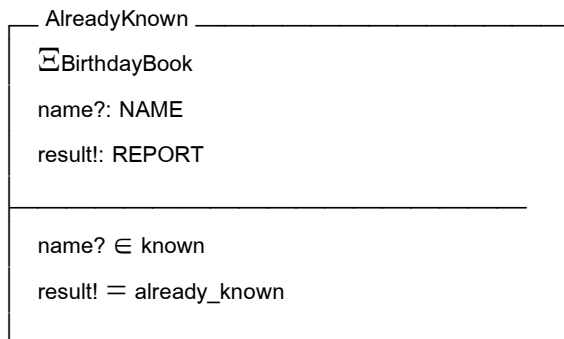 AlreadyKnown
ΞBirthdayBook
name?: NAME
result!: REPORT
name? ∈ known
result! = already_known